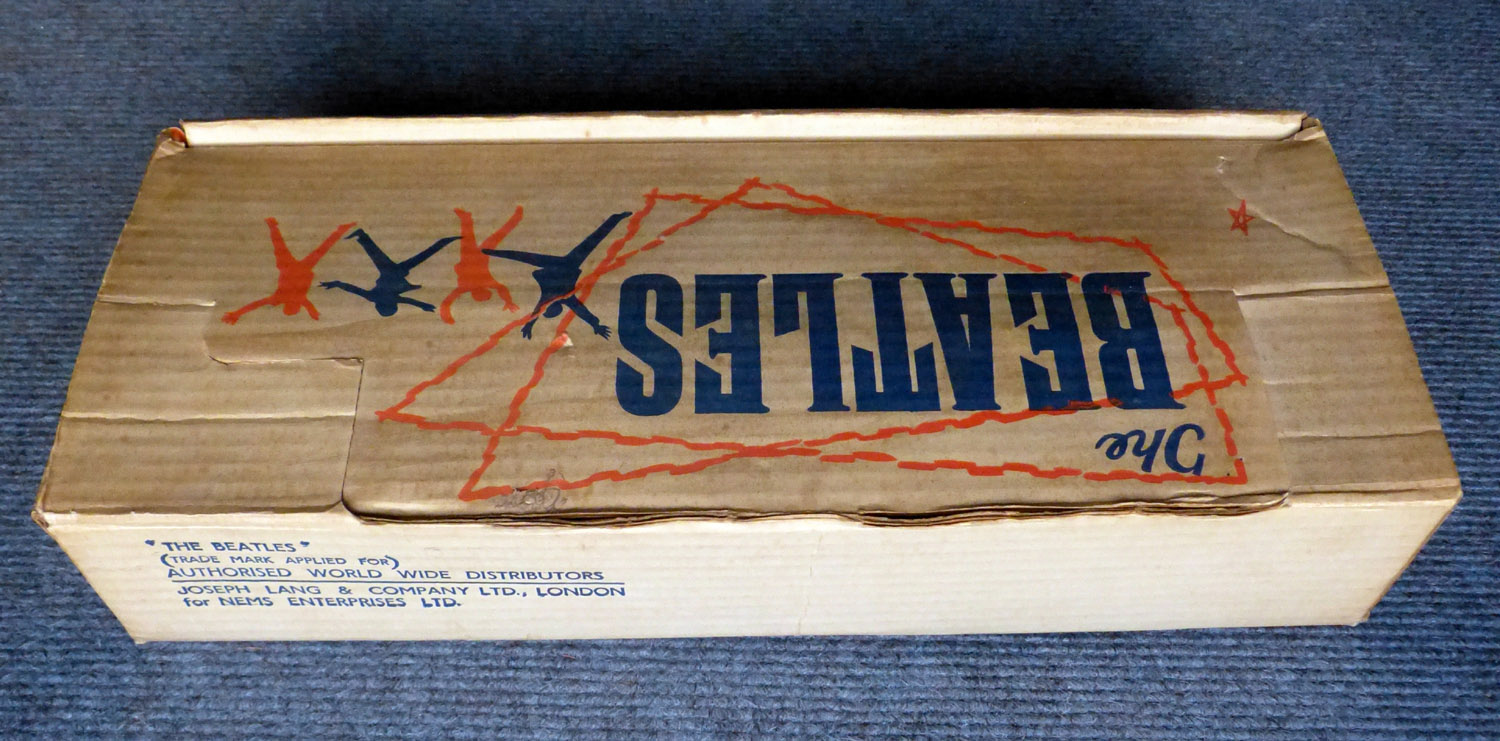 The
BEATLES
"THE BEATLES"
(TRADE MARK APPLIED FOR)
AUTHORISED WORLD WIDE DISTRIBUTORS
JOSEPH LANG & COMPANY LTD., LONDON
for NEMS ENTERPRISES LTD.